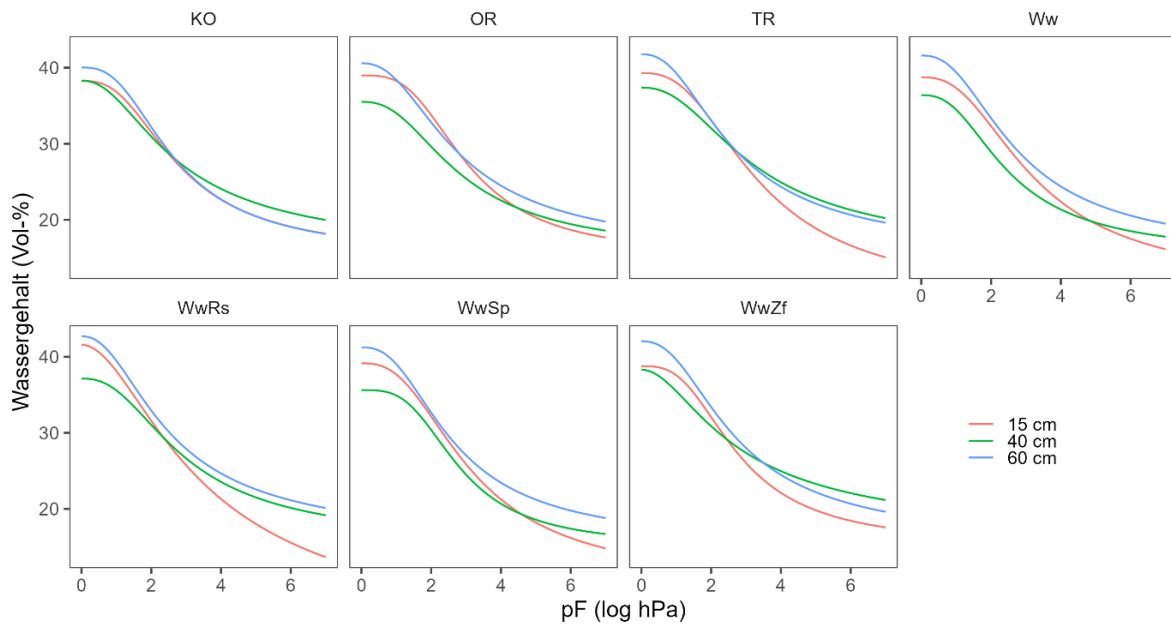 KO OR TR Ww
40
30
20
0 2 4 6
WwRs WwSp WwZf
40
30
20
0 2 4 6 0 2 4 6 0 2 4 6
Wassergehalt (Vol-%)
pF (log hPa)
15 cm
40 cm
60 cm